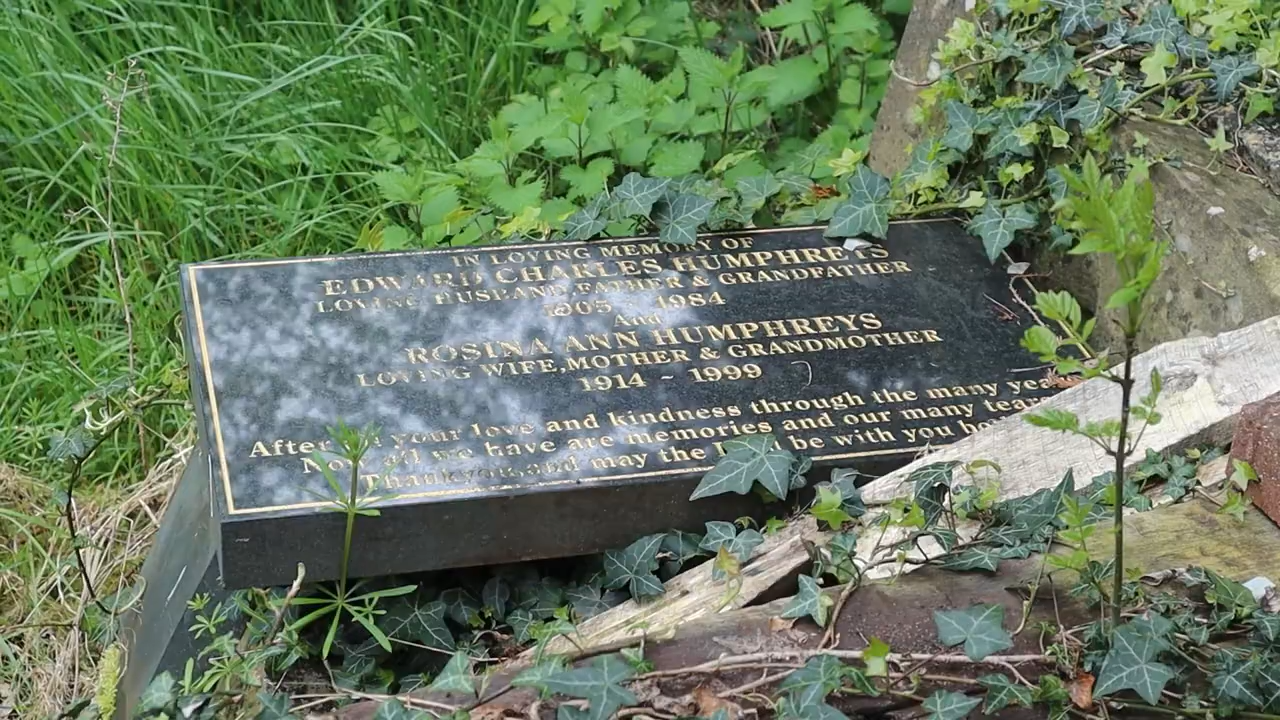 IN LOVING MEMORY OF
EDWARD CHARLES HUMPHREYS
LOVING HUSBAND, FATHER & GRANDFATHER
1905 - 1984
And
ROSINA ANN HUMPHREYS
LOVING WIFE, MOTHER & GRANDMOTHER
1914 ~ 1999
After your love and kindness through the many
Now all we have are memories and our many tears
Thankyou, and may the be with you